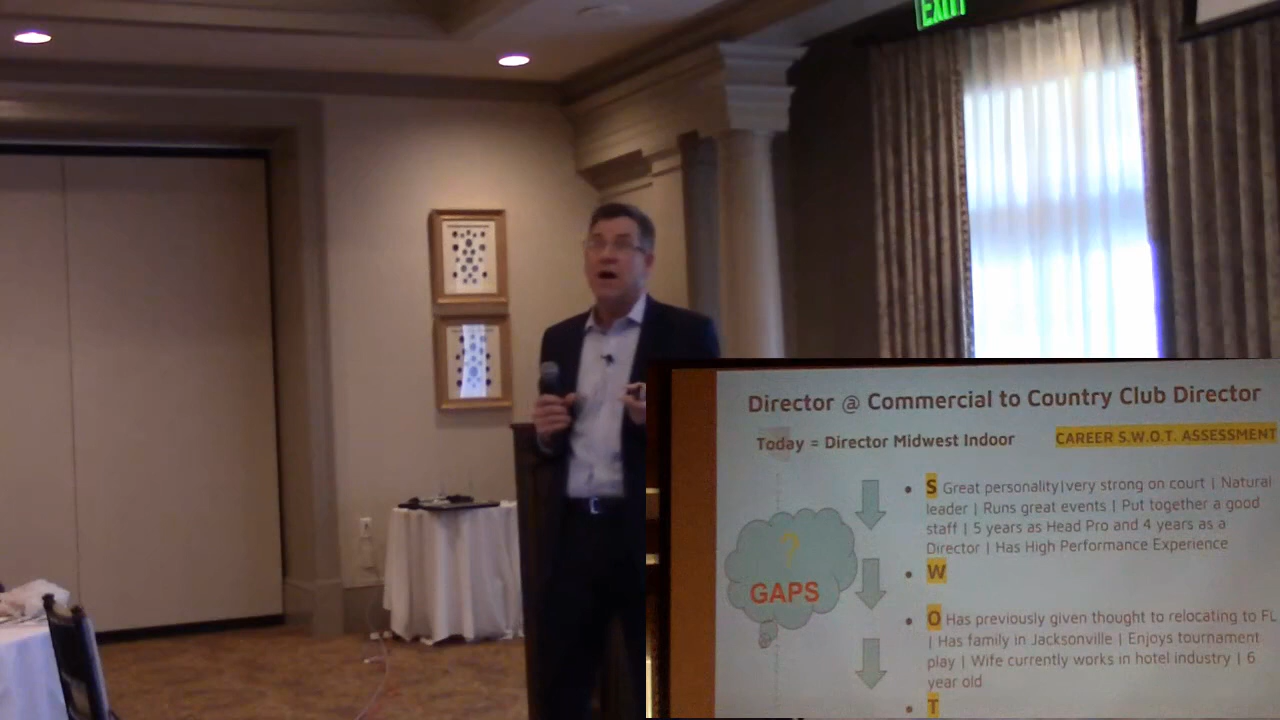 EXIT
Director @ Commercial to Country Club Director
Today = Director Midwest Indoor
CAREER S.W.O.T. ASSESSMENT
S Great personality|very strong on court | Natural
leader | Runs great events | Put together a good
staff | 5 years as Head Pro and 4 years as a
Director | Has High Performance Experience
?
GAPS
W
O Has previously given thought to relocating to FL
| Has family in Jacksonville | Enjoys tournament
play | Wife currently works in hotel industry | 6
year old
T